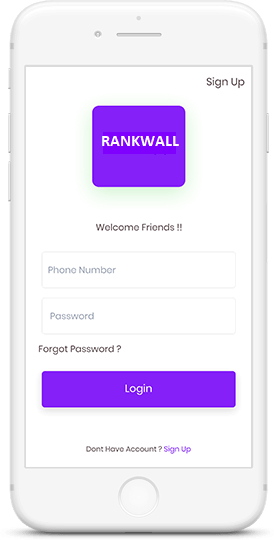 Sign Up
RANKWALL
Welcome Friends !!
Phone Number
Password
Forgot Password ?
Login
Dont Have Account ? Sign Up